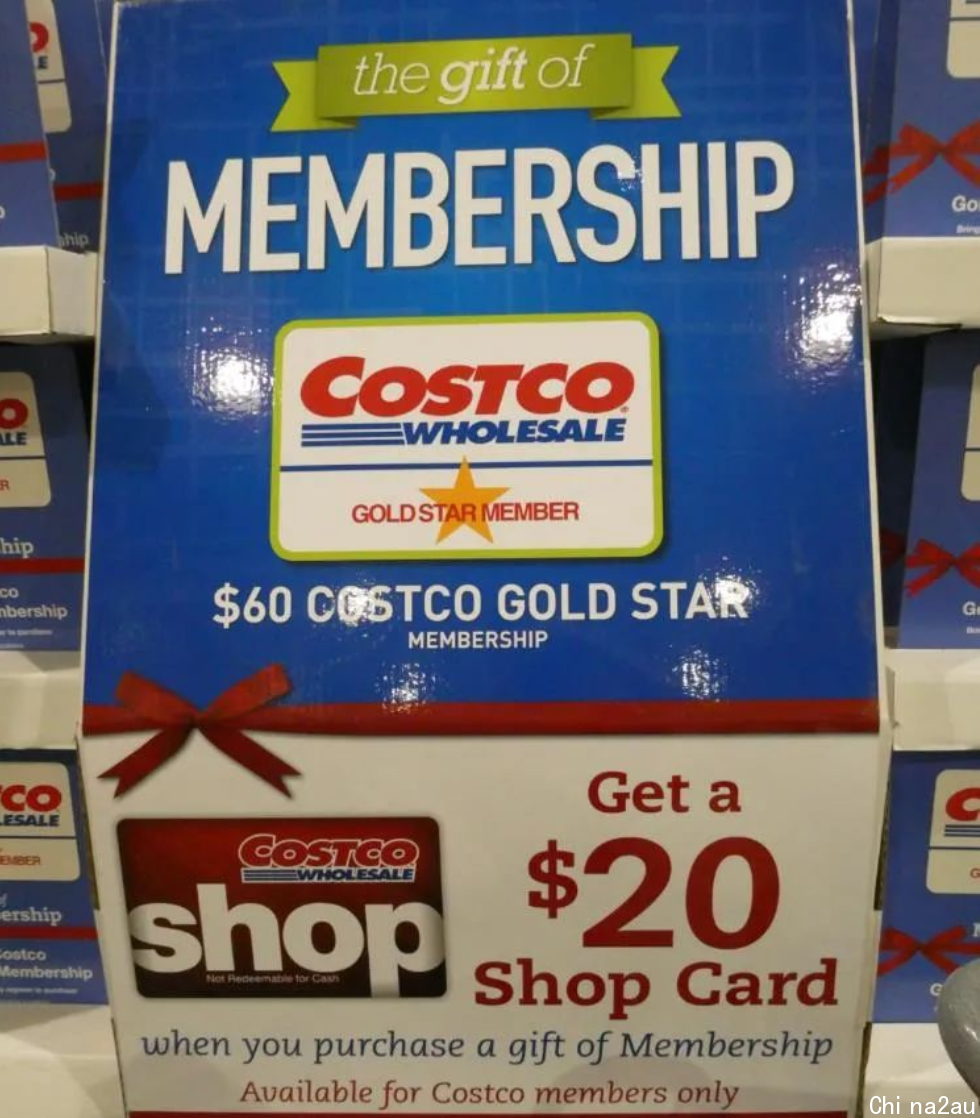 the gift of
MEMBERSHIP
COSTCO
WHOLESALE
GOLD STAR MEMBER
$60 COSTCO GOLD STAR
MEMBERSHIP
COSTCO
WHOLESALE
shop
Not Redeemable for Cash
Get a
$20
Shop Card
when you purchase a gift of Membership
Available for Costco members only
Chi na2au